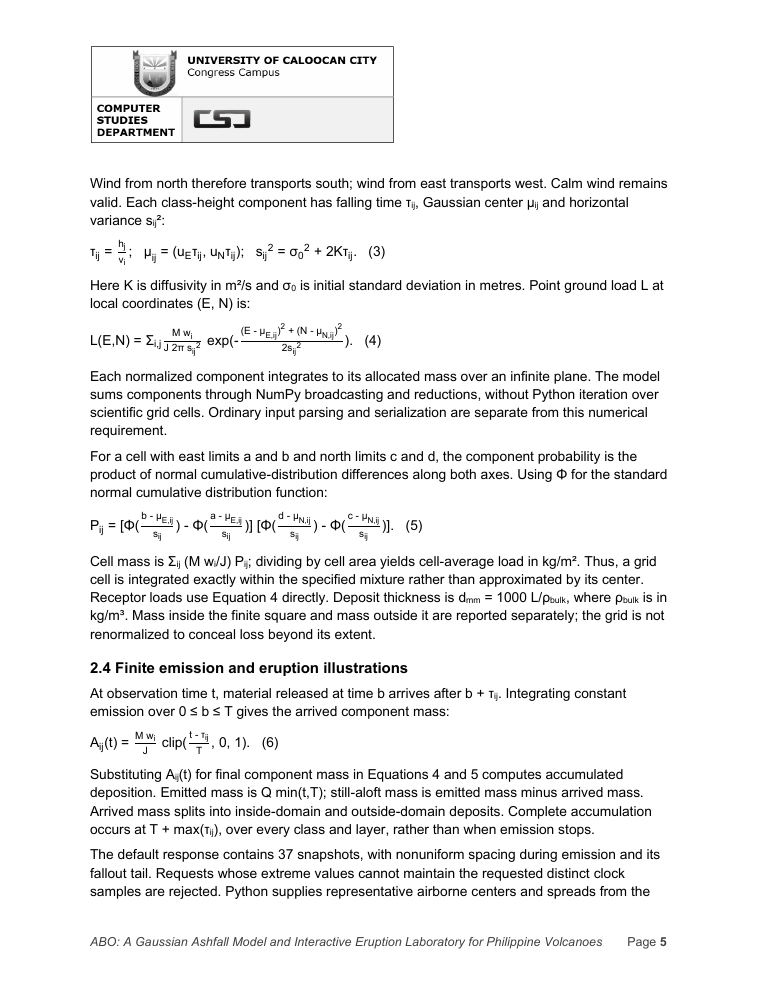 UNIVERSITY OF CALOOCAN CITY
Congress Campus
COMPUTER
STUDIES
DEPARTMENT
CSD
Wind from north therefore transports south; wind from east transports west. Calm wind remains
valid. Each class-height component has falling time τᵢⱼ, Gaussian center μᵢⱼ and horizontal
variance sᵢⱼ²:
τᵢⱼ = hⱼ/vᵢ; μᵢⱼ = (u_Eτᵢⱼ, u_Nτᵢⱼ); sᵢⱼ² = σ₀² + 2Kτᵢⱼ. (3)
Here K is diffusivity in m²/s and σ₀ is initial standard deviation in metres. Point ground load L at
local coordinates (E, N) is:
L(E,N) = Σᵢ,ⱼ M wᵢ / J 2π sᵢⱼ² exp(- (E - μ_E,ij)² + (N - μ_N,ij)² / 2sᵢⱼ²). (4)
Each normalized component integrates to its allocated mass over an infinite plane. The model
sums components through NumPy broadcasting and reductions, without Python iteration over
scientific grid cells. Ordinary input parsing and serialization are separate from this numerical
requirement.
For a cell with east limits a and b and north limits c and d, the component probability is the
product of normal cumulative-distribution differences along both axes. Using Φ for the standard
normal cumulative distribution function:
Pᵢⱼ = [Φ(b - μ_E,ij / sᵢⱼ) - Φ(a - μ_E,ij / sᵢⱼ)] [Φ(d - μ_N,ij / sᵢⱼ) - Φ(c - μ_N,ij / sᵢⱼ)]. (5)
Cell mass is Σᵢⱼ (M wᵢ/J) Pᵢⱼ; dividing by cell area yields cell-average load in kg/m². Thus, a grid
cell is integrated exactly within the specified mixture rather than approximated by its center.
Receptor loads use Equation 4 directly. Deposit thickness is d_mm = 1000 L/ρ_bulk, where ρ_bulk is in
kg/m³. Mass inside the finite square and mass outside it are reported separately; the grid is not
renormalized to conceal loss beyond its extent.
2.4 Finite emission and eruption illustrations
At observation time t, material released at time b arrives after b + τᵢⱼ. Integrating constant
emission over 0 ≤ b ≤ T gives the arrived component mass:
Aᵢⱼ(t) = M wᵢ / J clip(t - τᵢⱼ / T, 0, 1). (6)
Substituting Aᵢⱼ(t) for final component mass in Equations 4 and 5 computes accumulated
deposition. Emitted mass is Q min(t,T); still-aloft mass is emitted mass minus arrived mass.
Arrived mass splits into inside-domain and outside-domain deposits. Complete accumulation
occurs at T + max(τᵢⱼ), over every class and layer, rather than when emission stops.
The default response contains 37 snapshots, with nonuniform spacing during emission and its
fallout tail. Requests whose extreme values cannot maintain the requested distinct clock
samples are rejected. Python supplies representative airborne centers and spreads from the
ABO: A Gaussian Ashfall Model and Interactive Eruption Laboratory for Philippine Volcanoes Page 5